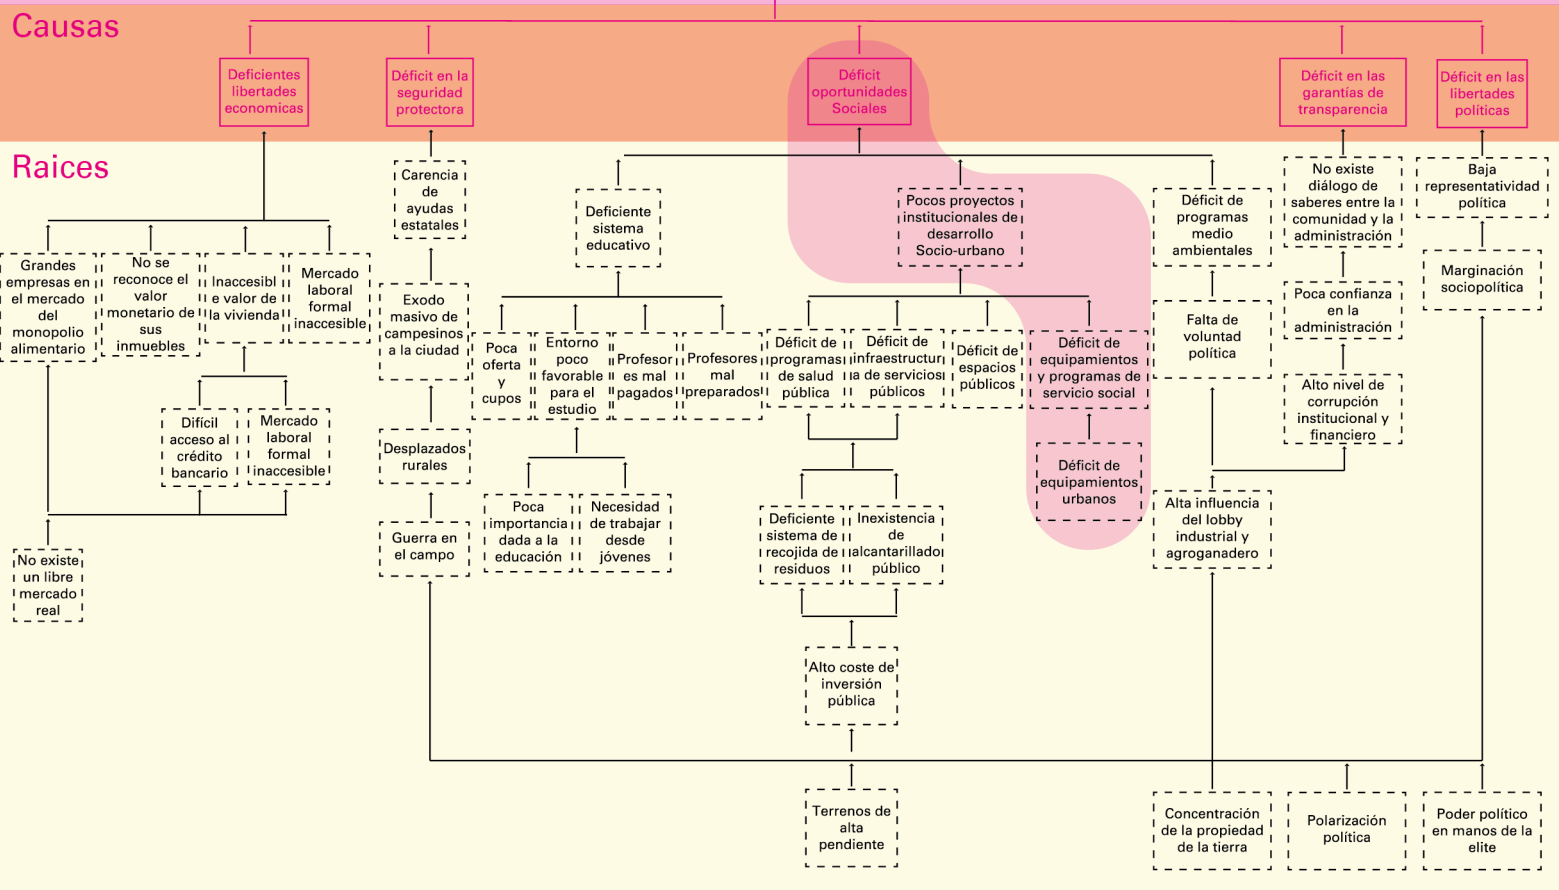 Causas
Deficientes
libertades
economicas
Déficit en la
seguridad
protectora
Déficit
oportunidades
Sociales
Déficit en las
garantías de
transparencia
Déficit en las
libertades
políticas
Raices
Carencia
de
ayudas
estatales
Deficiente
sistema
educativo
Pocos proyectos
institucionales de
desarrollo
Socio-urbano
Déficit de
programas
medio
ambientales
No existe
diálogo de
saberes entre la
comunidad y la
administración
Baja
representatividad
política
Grandes
empresas en
el mercado
del
monopolio
alimentario
No se
reconoce el
valor
monetario de
sus
inmuebles
Inaccesibl
e valor de
la vivienda
Mercado
laboral
formal
inaccesible
Exodo
masivo de
campesinos
a la ciudad
Poca
oferta
y
cupos
Entorno
poco
favorable
para el
estudio
Profesor
es mal
pagados
Profesores
mal
preparados
Déficit de
programas
de salud
pública
Déficit de
infraestructur
a de servicios
públicos
Déficit de
espacios
públicos
Déficit de
equipamientos
y programas de
servicio social
Falta de
voluntad
política
Poca confianza
en la
administración
Marginación
sociopolítica
Difícil
acceso al
crédito
bancario
Mercado
laboral
formal
inaccesible
Desplazados
rurales
Déficit de
equipamientos
urbanos
Alto nivel de
corrupción
institucional y
financiero
No existe
un libre
mercado
real
Guerra en
el campo
Poca
importancia
dada a la
educación
Necesidad
de trabajar
desde
jóvenes
Deficiente
sistema de
recojida de
residuos
Inexistencia
de
alcantarillado
público
Alta influencia
del lobby
industrial y
agroganadero
Alto coste de
inversión
pública
Terrenos de
alta
pendiente
Concentración
de la propiedad
de la tierra
Polarización
política
Poder político
en manos de la
elite